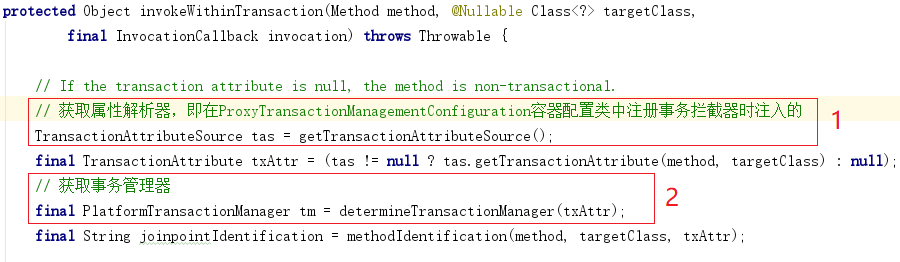 protected Object invokeWithinTransaction(Method method, @Nullable Class<?> targetClass,
final InvocationCallback invocation) throws Throwable {
// If the transaction attribute is null, the method is non-transactional.
// 获取属性解析器，即在ProxyTransactionManagementConfiguration容器配置类中注册事务拦截器时注入的
1
TransactionAttributeSource tas = getTransactionAttributeSource();
final TransactionAttribute txAttr = (tas != null ? tas.getTransactionAttribute(method, targetClass) : null);
// 获取事务管理器
2
final PlatformTransactionManager tm = determineTransactionManager(txAttr);
final String joinpointIdentification = methodIdentification(method, targetClass, txAttr);